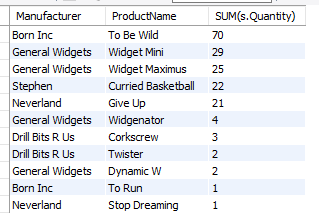 Manufacturer ProductName SUM(s.Quantity)
Born Inc To Be Wild 70
General Widgets Widget Mini 29
General Widgets Widget Maximus 25
Stephen Curried Basketball 22
Neverland Give Up 21
General Widgets Widgenator 4
Drill Bits R Us Corkscrew 3
Drill Bits R Us Twister 2
General Widgets Dynamic W 2
Born Inc To Run 1
Neverland Stop Dreaming 1